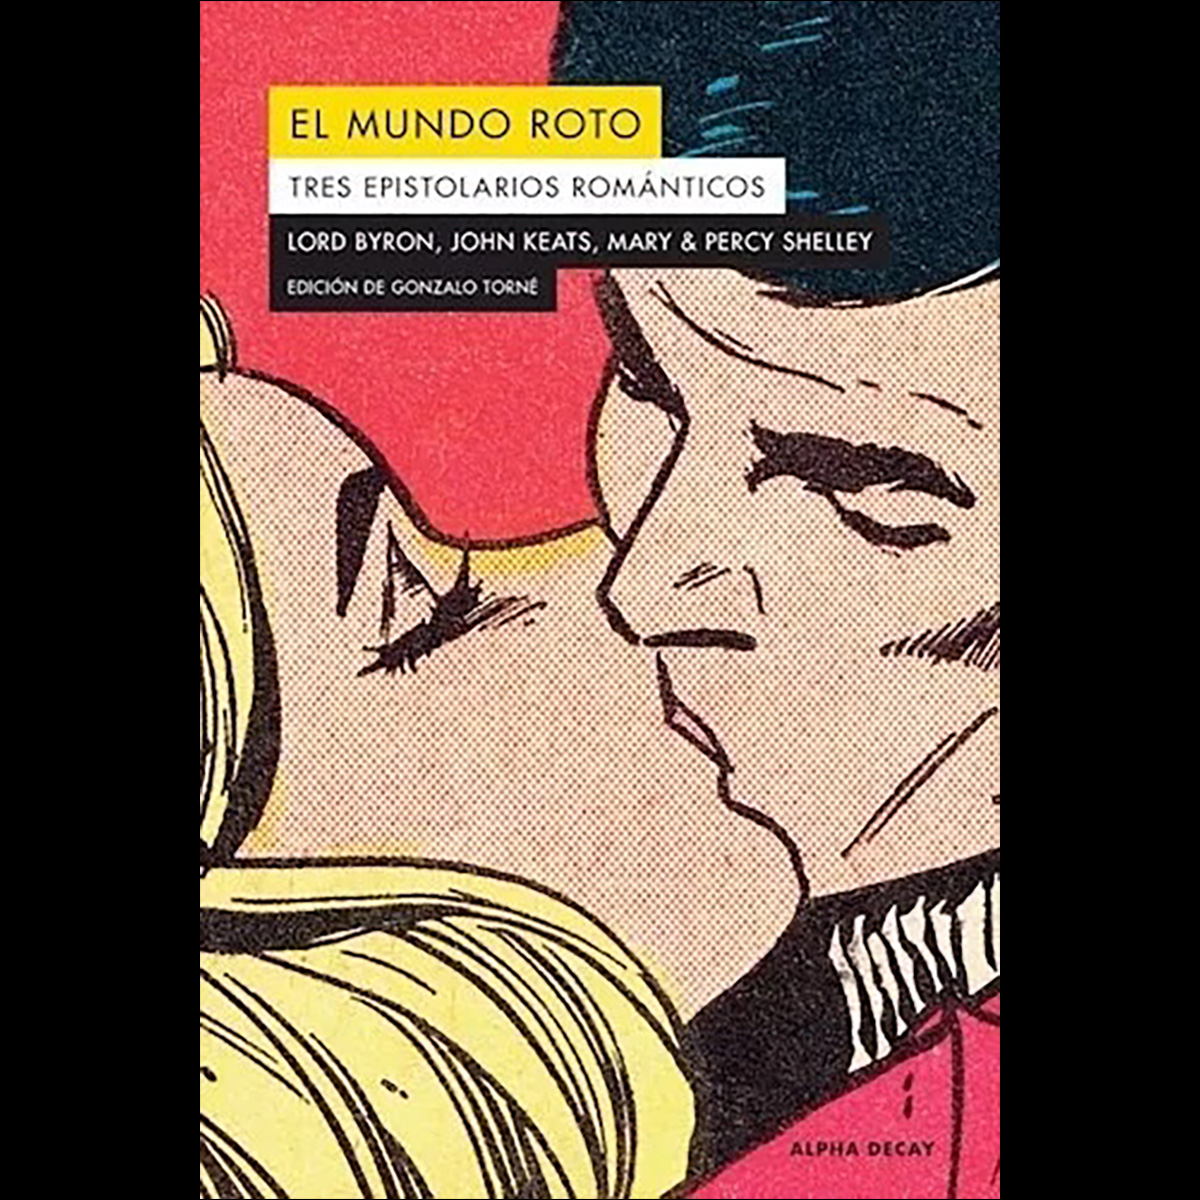 EL MUNDO ROTO
TRES EPISTOLARIOS ROMÁNTICOS
LORD BYRON, JOHN KEATS, MARY & PERCY SHELLEY
EDICIÓN DE GONZALO TORNÉ
ALPHA DECAY